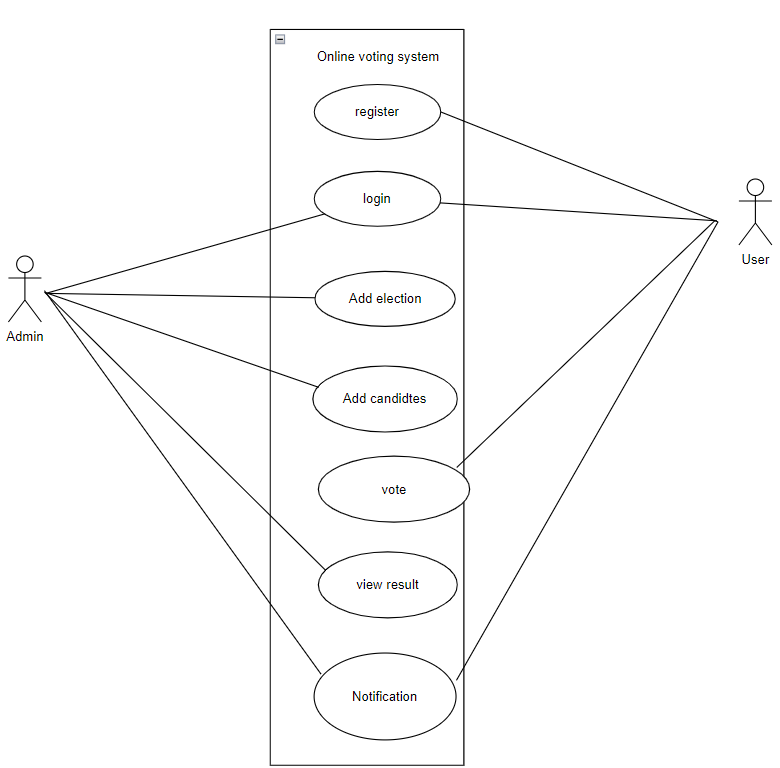 Online voting system
register
login
Add election
Add candidtes
vote
view result
Notification
Admin
User